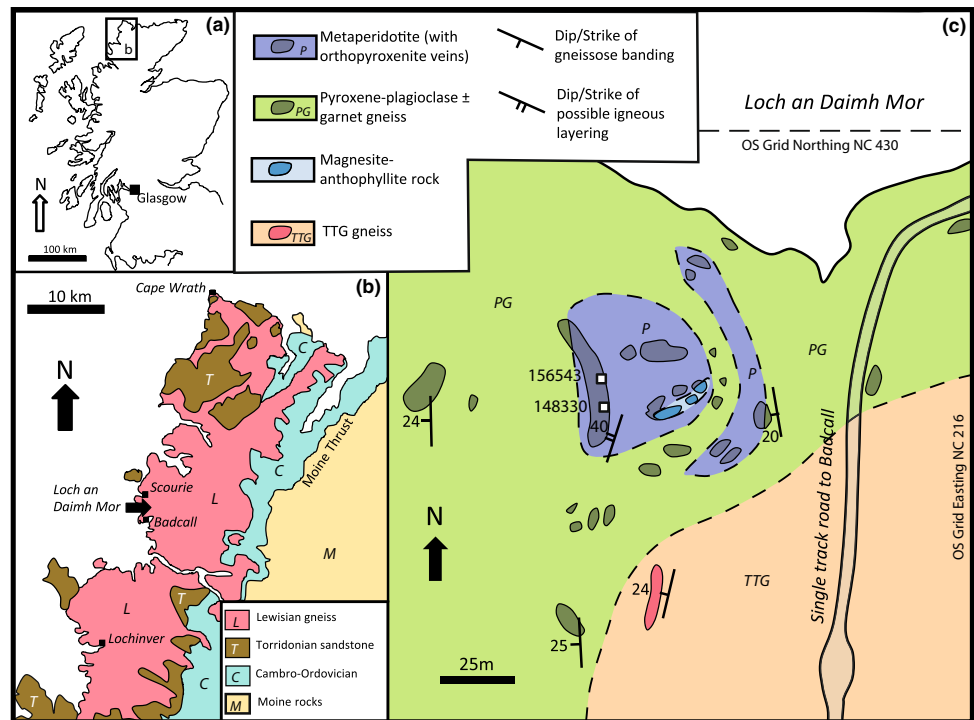 (a)
b
N
Glasgow
100 km
P
Metaperidotite (with
orthopyroxenite veins)
PG
Pyroxene-plagioclase ±
garnet gneiss
Magnesite-
anthophyllite rock
TTG
TTG gneiss
Dip/Strike of
gneissose banding
Dip/Strike of
possible igneous
layering
(c)
Loch an Daimh Mor
OS Grid Northing NC 430
PG
P
PG
P
156543
148330
24
40
20
N
24
25
25m
TTG
Single track road to Badcall
OS Grid Easting NC 216
(b)
10 km
Cape Wrath
N
T
C
C
Moine Thrust
Scourie
Loch an
Daimh Mor
L
Badcall
M
L
T
Lochinver
C
T
L
Lewisian gneiss
T
Torridonian sandstone
C
Cambro-Ordovician
M
Moine rocks